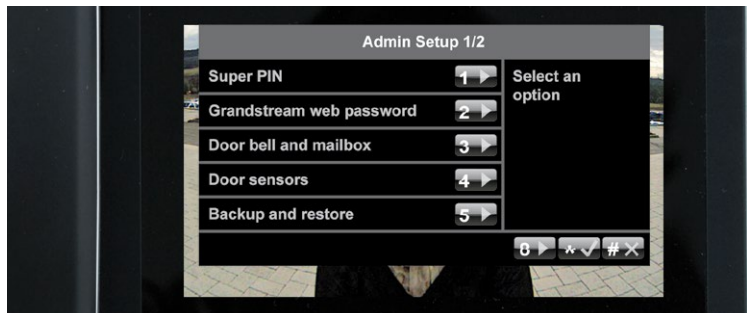 Admin Setup 1/2
Super PIN 1
Select an
option
Grandstream web password 2
Door bell and mailbox 3
Door sensors 4
Backup and restore 5
8 * #